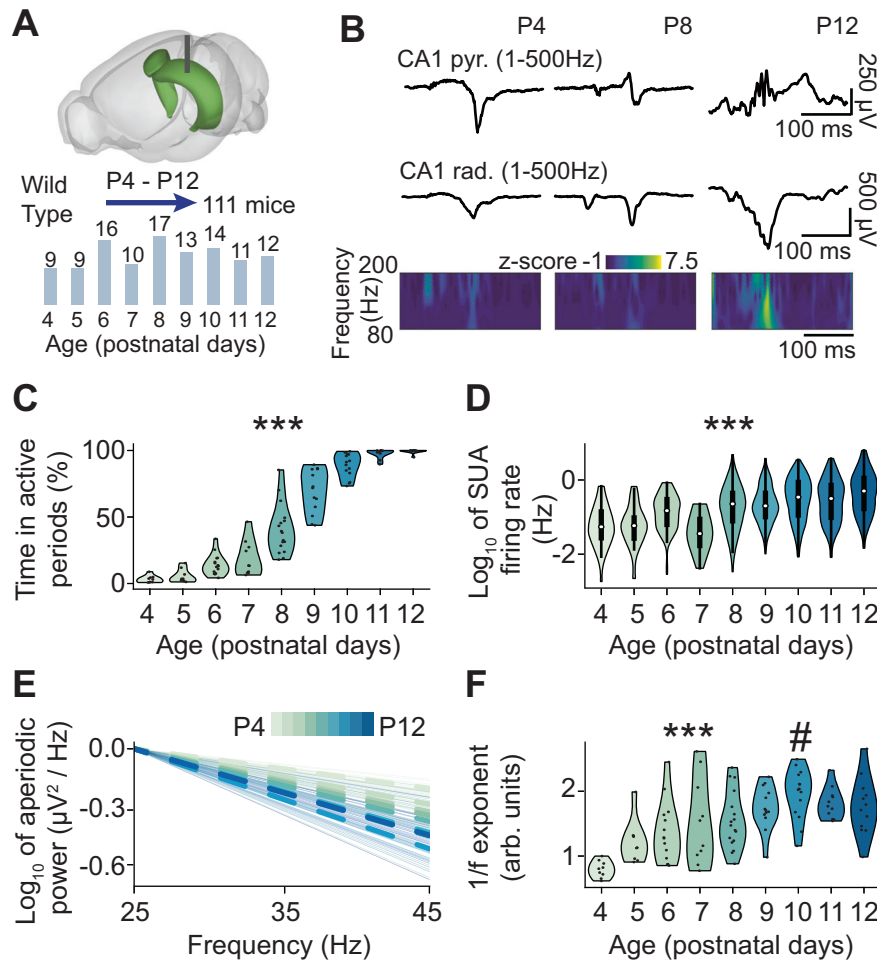 A
Wild
Type
P4 - P12
111 mice
9 9 16 10 17 13 14 11 12
4 5 6 7 8 9 10 11 12
Age (postnatal days)
B
P4 P8 P12
CA1 pyr. (1-500Hz)
250 µV
100 ms
CA1 rad. (1-500Hz)
500 µV
100 ms
z-score -1 7.5
Frequency
(Hz)
200
80
100 ms
C
***
Time in active
periods (%)
100
50
0
4 5 6 7 8 9 10 11 12
Age (postnatal days)
D
***
Log10 of SUA
firing rate
(Hz)
-0
-2
4 5 6 7 8 9 10 11 12
Age (postnatal days)
E
P4 P12
Log10 of aperiodic
power (µV² / Hz)
0.0
-0.3
-0.6
25 35 45
Frequency (Hz)
F
*** #
1/f exponent
(arb. units)
2
1
4 5 6 7 8 9 10 11 12
Age (postnatal days)